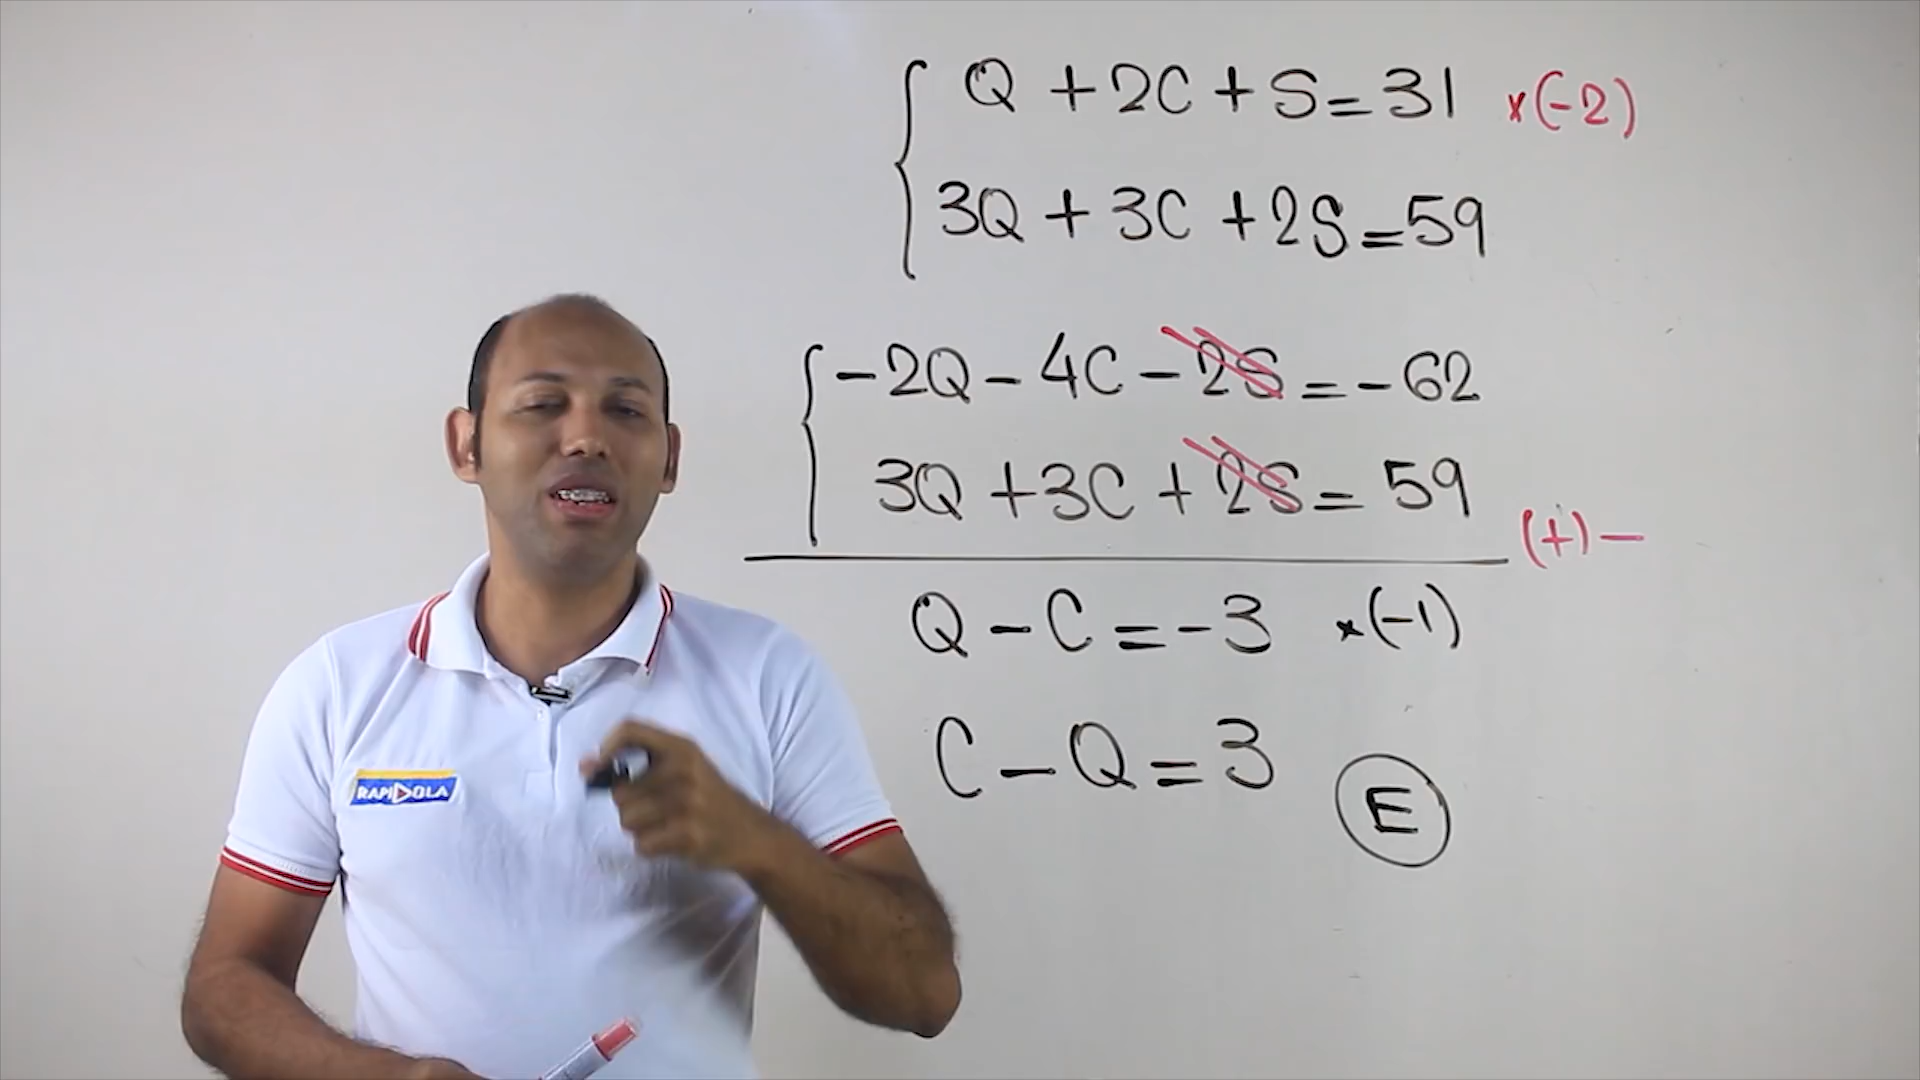 Q + 2C + S = 31 ×(-2)
3Q + 3C + 2S = 59
-2Q - 4C - 2S = -62
3Q + 3C + 2S = 59
(+) -
Q - C = -3 ×(-1)
C - Q = 3
E
RAPIDOLA